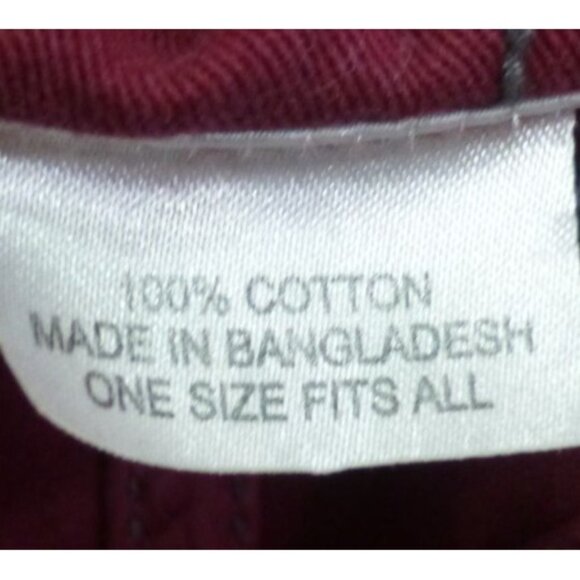 100% COTTON
MADE IN BANGLADESH
ONE SIZE FITS ALL